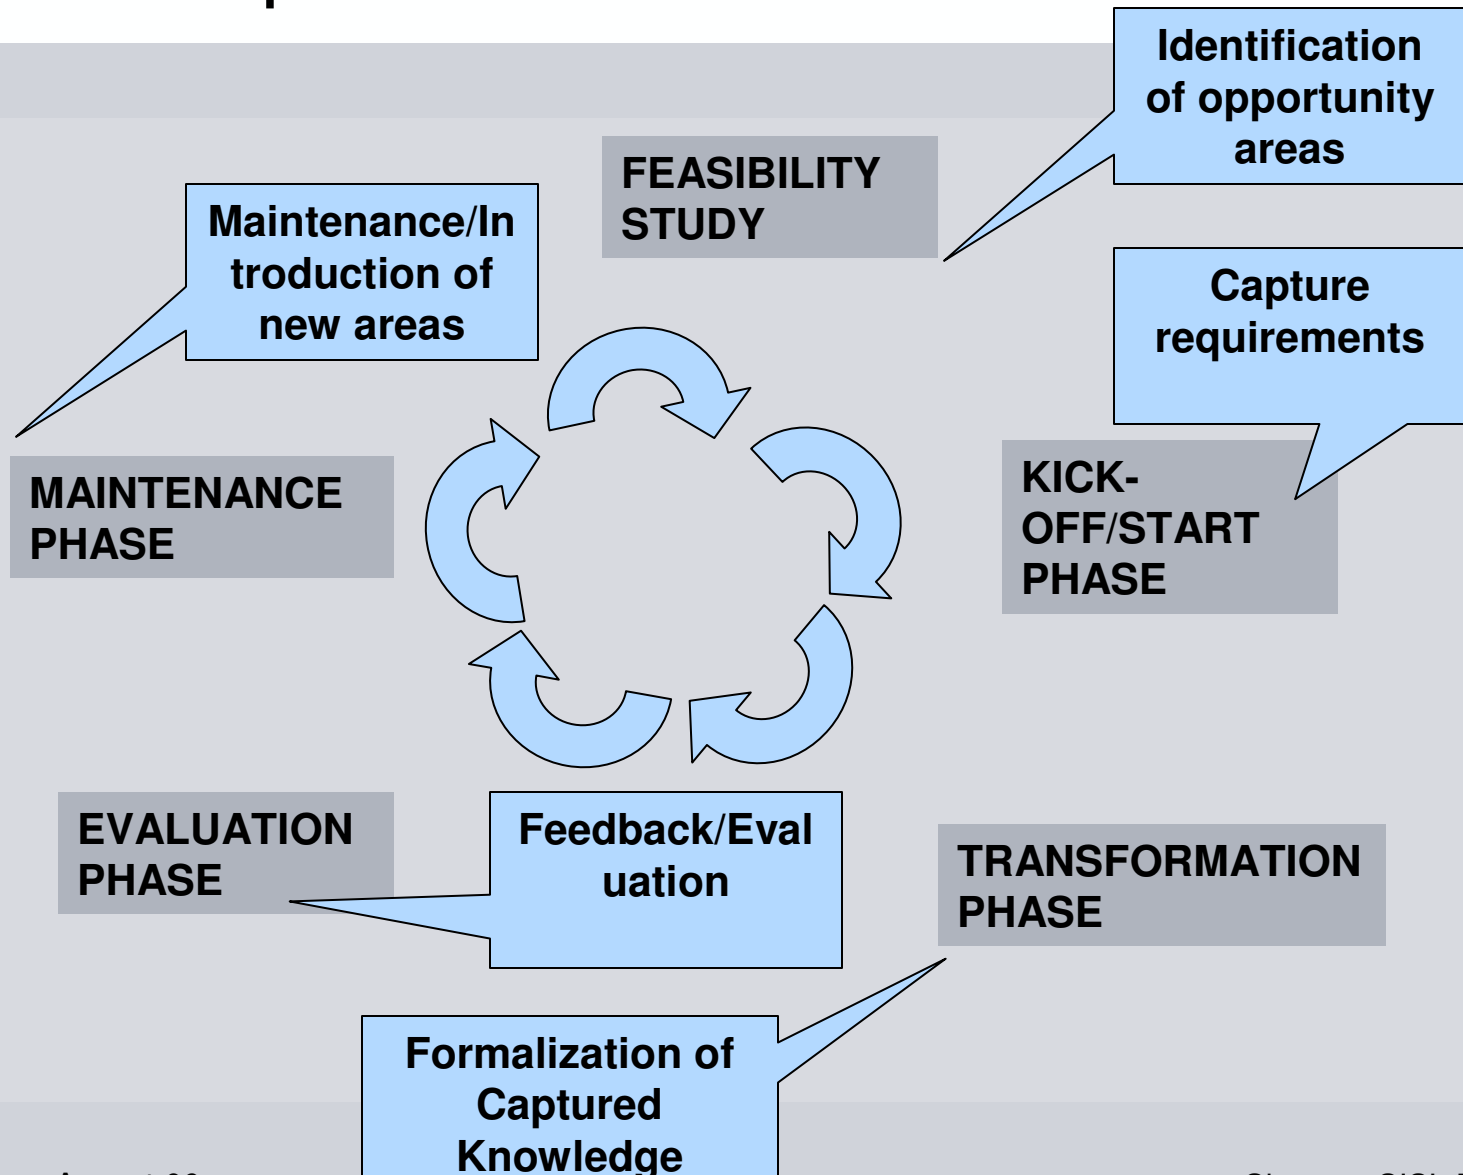 Identification
of opportunity
areas
FEASIBILITY
STUDY
Maintenance/In
troduction of
new areas
Capture
requirements
MAINTENANCE
PHASE
KICK-
OFF/START
PHASE
EVALUATION
PHASE
Feedback/Eval
uation
TRANSFORMATION
PHASE
Formalization of
Captured
Knowledge